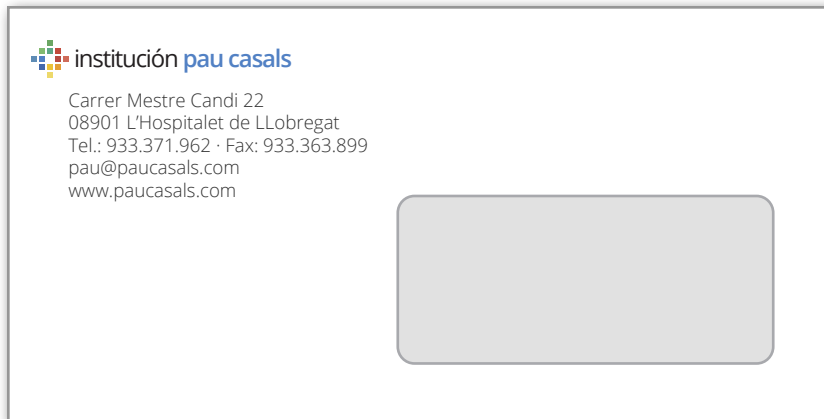 institución pau casals
Carrer Mestre Candi 22
08901 L’Hospitalet de LLobregat
Tel.: 933.371.962 · Fax: 933.363.899
pau@paucasals.com
www.paucasals.com